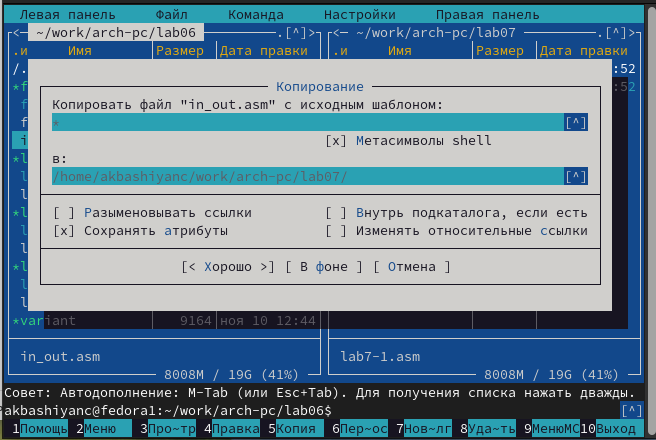 Левая панель Файл Команда Настройки Правая панель
<─ ~/work/arch-pc/lab06 .[^]> <─ ~/work/arch-pc/lab07 .[^]>
.и Имя Размер Дата правки .и Имя Размер Дата правки
/. :52
Копирование
Копировать файл "in_out.asm" с исходным шаблоном:
* [^]
[x] Метасимволы shell
в:
/home/akbashiyanc/work/arch-pc/lab07/ [^]
[ ] Разыменовывать ссылки [ ] Внутрь подкаталога, если есть
[x] Сохранять атрибуты [ ] Изменять относительные ссылки
[< Хорошо >] [ В фоне ] [ Отмена ]
*variant 9164 ноя 10 12:44
in_out.asm lab7-1.asm
8008M / 19G (41%) 8008M / 19G (41%)
Совет: Автодополнение: M-Tab (или Esc+Tab). Для получения списка нажать дважды.
akbashiyanc@fedora1:~/work/arch-pc/lab06$ [^]
1Помощь 2Меню 3Про~тр 4Правка 5Копия 6Пер~ос 7Нов~лг 8Уда~ть 9МенюMC 10Выход